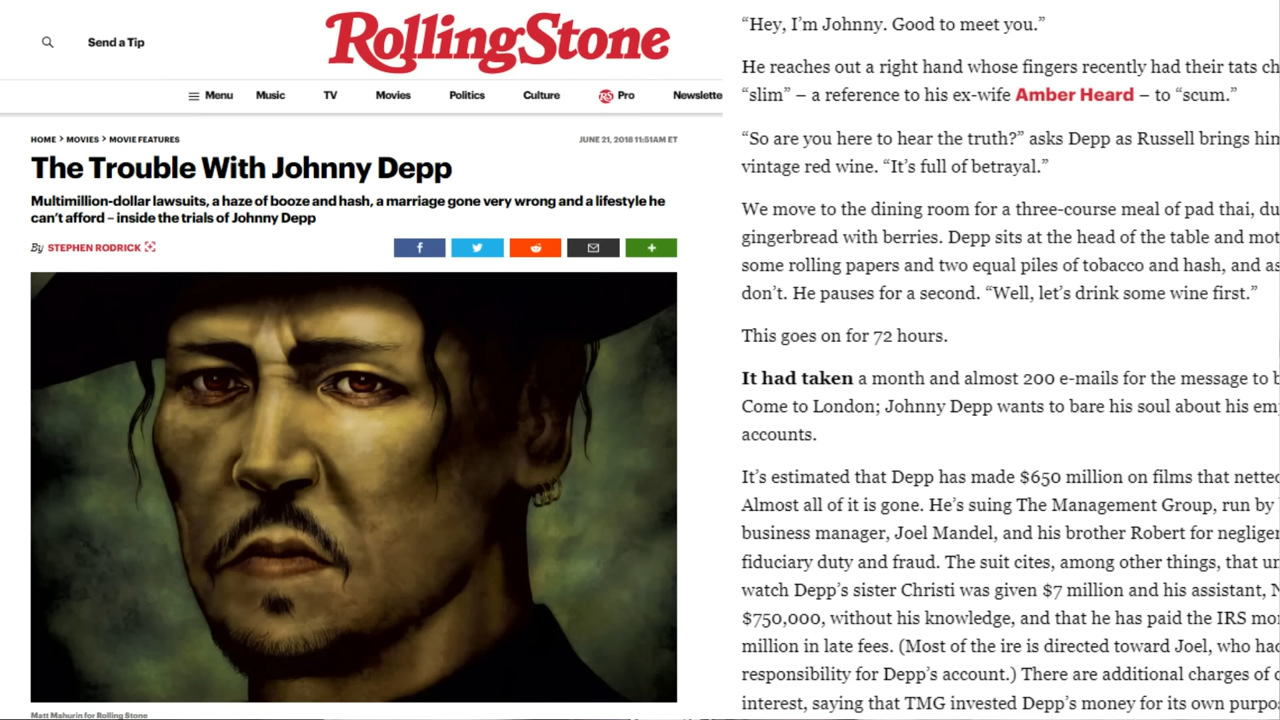 RollingStone
Send a Tip
Menu Music TV Movies Politics Culture RS Pro Newslette
HOME > MOVIES > MOVIE FEATURES
JUNE 21, 2018 11:51AM ET
The Trouble With Johnny Depp
Multimillion-dollar lawsuits, a haze of booze and hash, a marriage gone very wrong and a lifestyle he
can’t afford – inside the trials of Johnny Depp
By STEPHEN RODRICK
Matt Mahurin for Rolling Stone
“Hey, I’m Johnny. Good to meet you.”
He reaches out a right hand whose fingers recently had their tats ch
“slim” – a reference to his ex-wife Amber Heard – to “scum.”
“So are you here to hear the truth?” asks Depp as Russell brings him
vintage red wine. “It’s full of betrayal.”
We move to the dining room for a three-course meal of pad thai, du
gingerbread with berries. Depp sits at the head of the table and mot
some rolling papers and two equal piles of tobacco and hash, and as
don’t. He pauses for a second. “Well, let’s drink some wine first.”
This goes on for 72 hours.
It had taken a month and almost 200 e-mails for the message to b
Come to London; Johnny Depp wants to bare his soul about his em
accounts.
It’s estimated that Depp has made $650 million on films that netted
Almost all of it is gone. He’s suing The Management Group, run by
business manager, Joel Mandel, and his brother Robert for negliger
fiduciary duty and fraud. The suit cites, among other things, that un
watch Depp’s sister Christi was given $7 million and his assistant, N
$750,000, without his knowledge, and that he has paid the IRS mo
million in late fees. (Most of the ire is directed toward Joel, who had
responsibility for Depp’s account.) There are additional charges of c
interest, saying that TMG invested Depp’s money for its own purpo